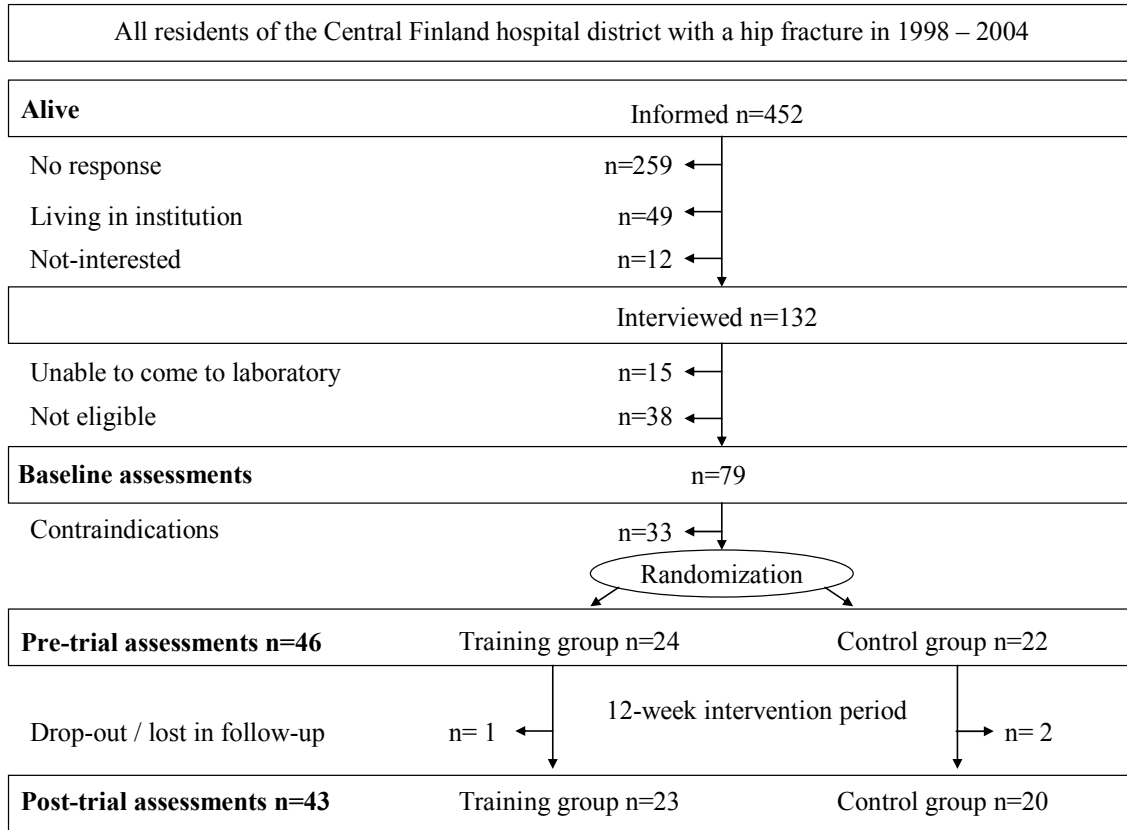 All residents of the Central Finland hospital district with a hip fracture in 1998 – 2004
Alive Informed n=452
No response n=259
Living in institution n=49
Not-interested n=12
Interviewed n=132
Unable to come to laboratory n=15
Not eligible n=38
Baseline assessments n=79
Contraindications n=33
Randomization
Pre-trial assessments n=46 Training group n=24 Control group n=22
12-week intervention period
Drop-out / lost in follow-up n= 1 n= 2
Post-trial assessments n=43 Training group n=23 Control group n=20